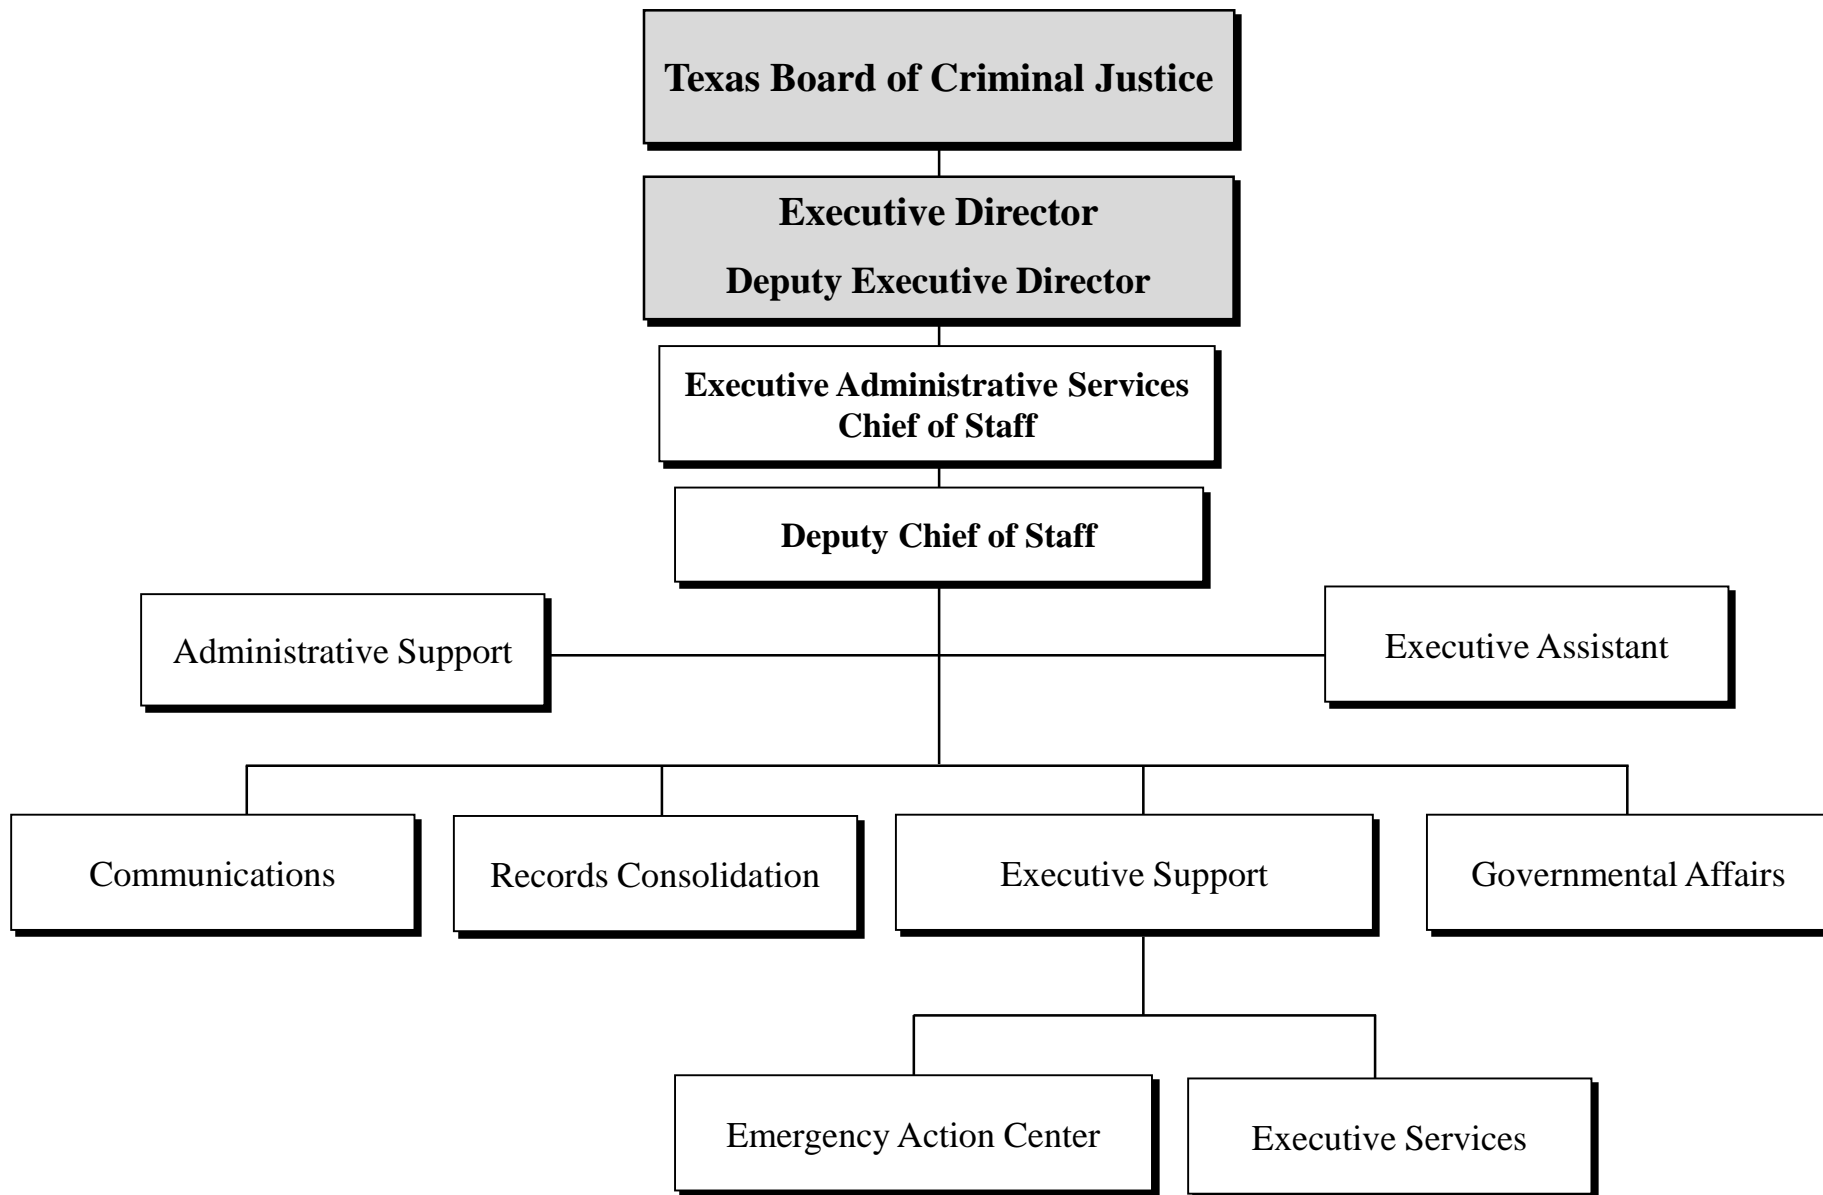 Texas Board of Criminal Justice
Executive Director
Deputy Executive Director
Executive Administrative Services
Chief of Staff
Deputy Chief of Staff
Administrative Support
Executive Assistant
Communications
Records Consolidation
Executive Support
Governmental Affairs
Emergency Action Center
Executive Services